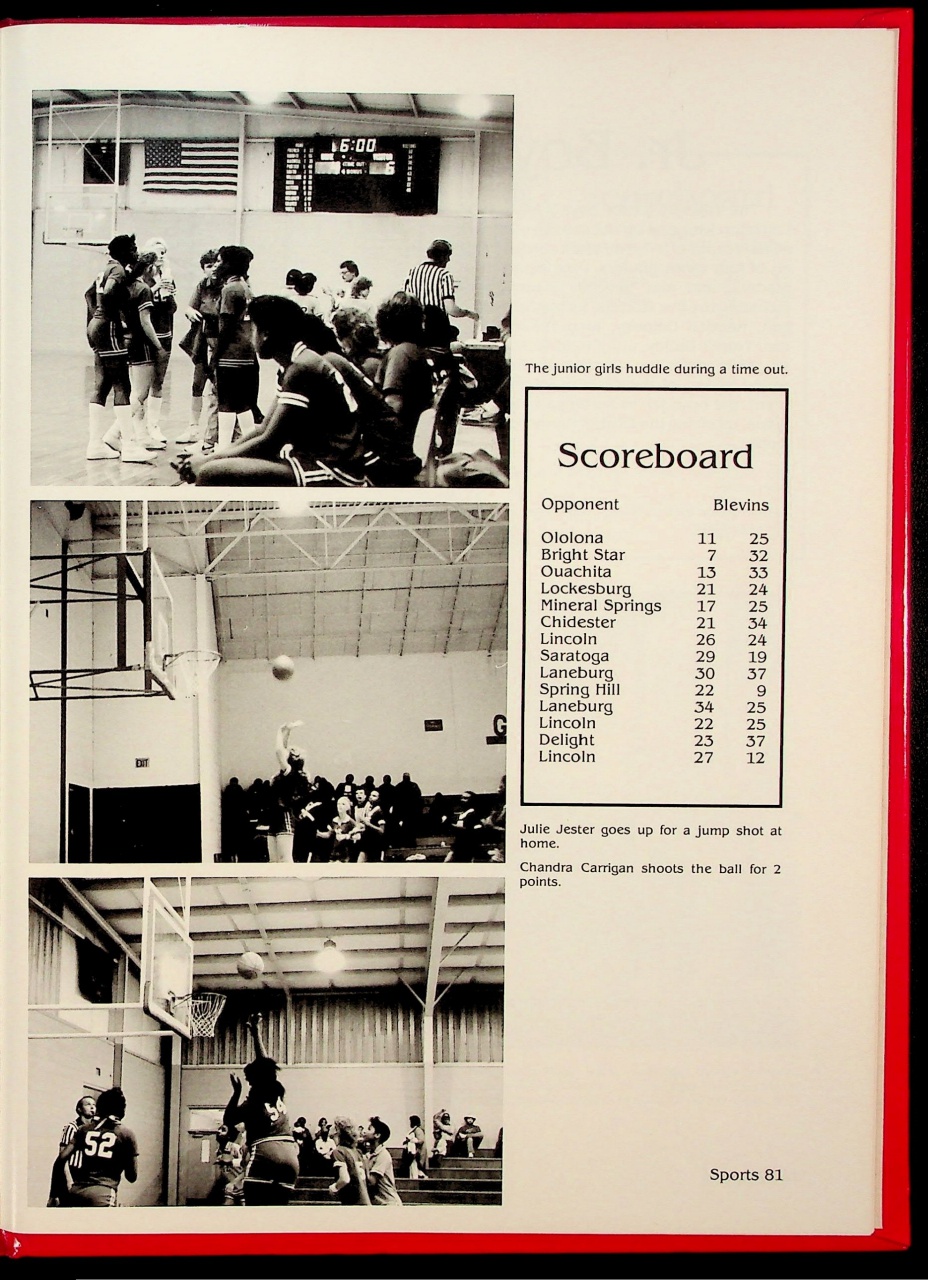 6:00
TIME OUT
EXIT
G
52
The junior girls huddle during a time out.
Scoreboard
Opponent Blevins
Ololona 11 25
Bright Star 7 32
Ouachita 13 33
Lockesburg 21 24
Mineral Springs 17 25
Chidester 21 34
Lincoln 26 24
Saratoga 29 19
Laneburg 30 37
Spring Hill 22 9
Laneburg 34 25
Lincoln 22 25
Delight 23 37
Lincoln 27 12
Julie Jester goes up for a jump shot at
home.
Chandra Carrigan shoots the ball for 2
points.
Sports 81